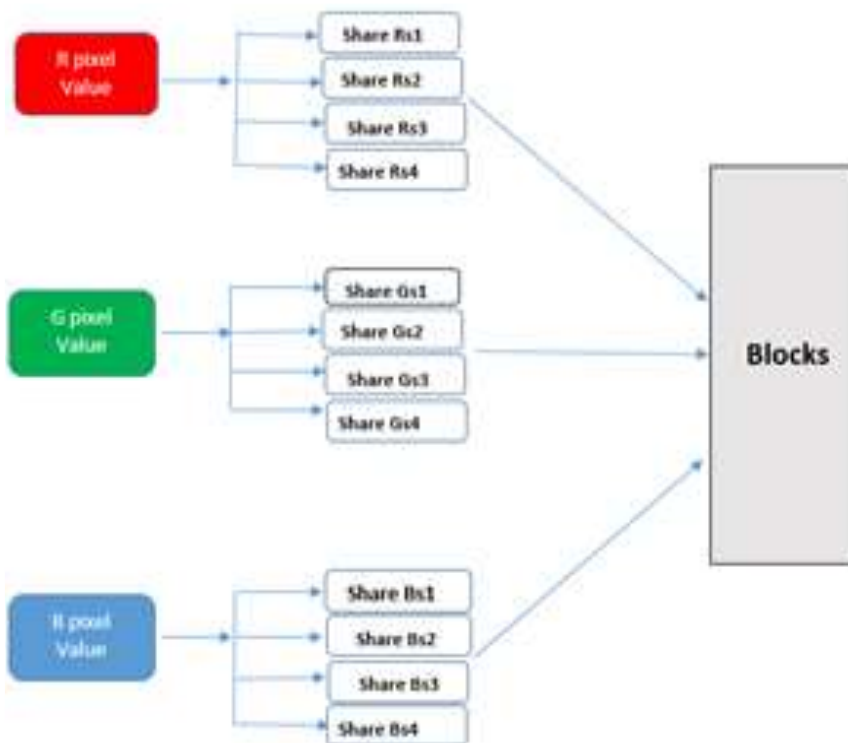 R pixel
Value
Share Rs1
Share Rs2
Share Rs3
Share Rs4
G pixel
Value
Share Gs1
Share Gs2
Share Gs3
Share Gs4
Blocks
pixel
Value
Share Bs1
Share Bs2
Share Bs3
Share Bs4